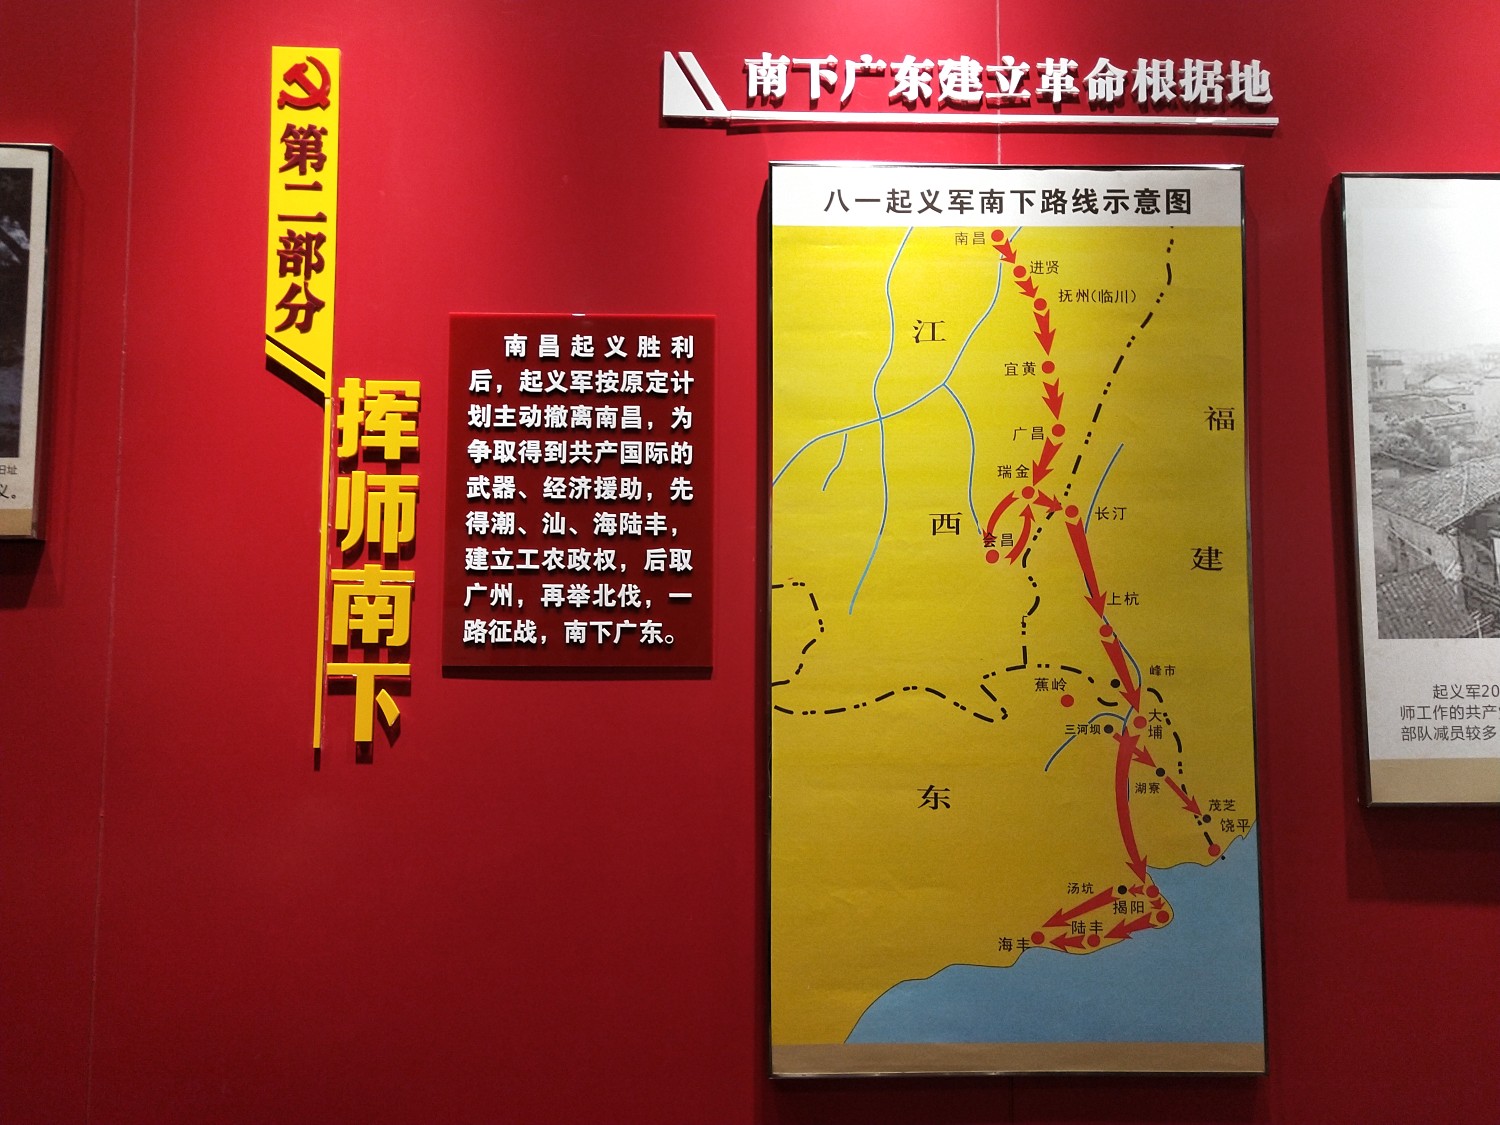 第二部分
挥师南下
南昌起义胜利
后，起义军按原定计
划主动撤离南昌，为
争取得到共产国际的
武器、经济援助，先
得潮、汕、海陆丰，
建立工农政权，后取
广州，再举北伐，一
路征战，南下广东。
南下广东建立革命根据地
八一起义军南下路线示意图
南昌
进贤
抚州（临川）
江
宜黄
福
广昌
瑞金
长汀
西
会昌
建
上杭
峰市
蕉岭
大
埔
三河坝
湖寮
东
茂芝
饶平
汤坑
揭阳
陆丰
海丰
旧址
义。
起义军20
师工作的共产
部队减员较多